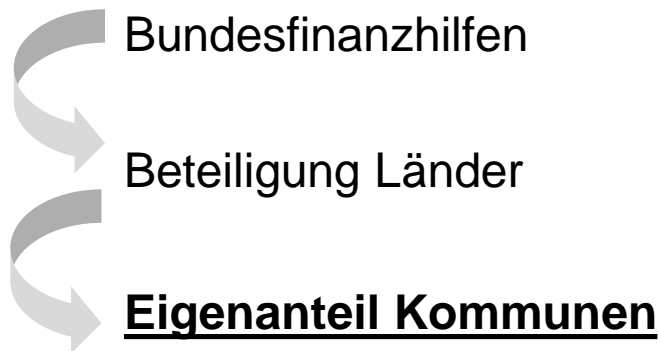 Bundesfinanzhilfen
Beteiligung Länder
Eigenanteil Kommunen